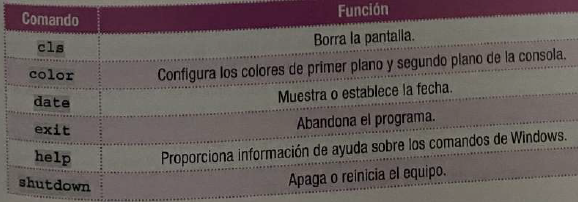 Comando Función
cls Borra la pantalla.
color Configura los colores de primer plano y segundo plano de la consola.
date Muestra o establece la fecha.
exit Abandona el programa.
help Proporciona información de ayuda sobre los comandos de Windows.
shutdown Apaga o reinicia el equipo.